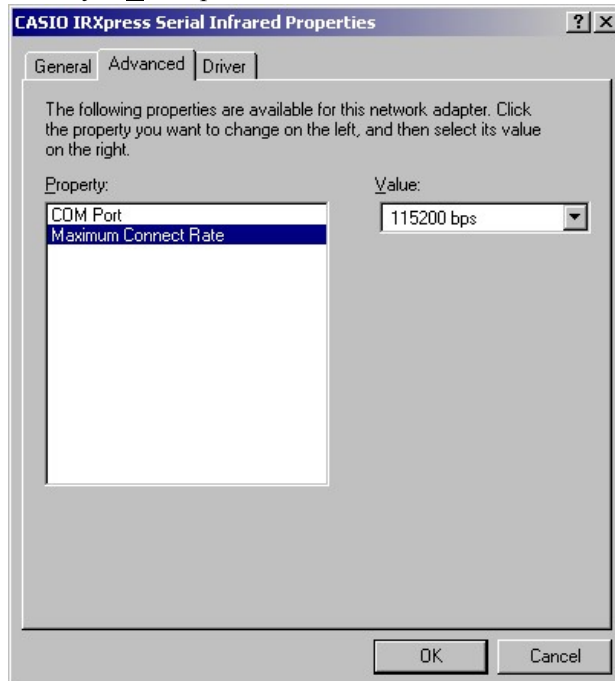 CASIO IRXpress Serial Infrared Properties
General Advanced Driver
The following properties are available for this network adapter. Click
the property you want to change on the left, and then select its value
on the right.
Property: Value:
COM Port 115200 bps
Maximum Connect Rate
OK Cancel